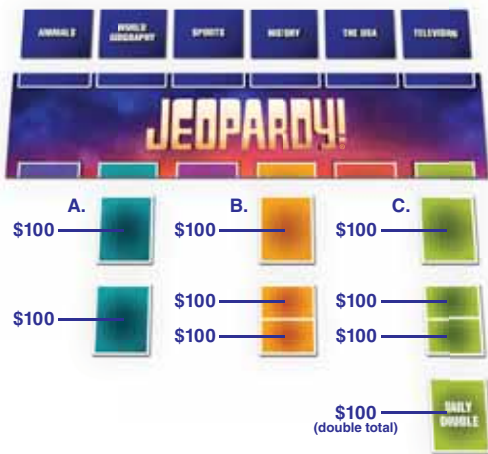 ANIMALS
WORLD
GEOGRAPHY
SPORTS
HISTORY
THE USA
TELEVISION
JEOPARDY!
A.
B.
C.
$100
$100
$100
$100
$100
$100
$100
$100
$100
$100
(double total)
DAILY
DOUBLE